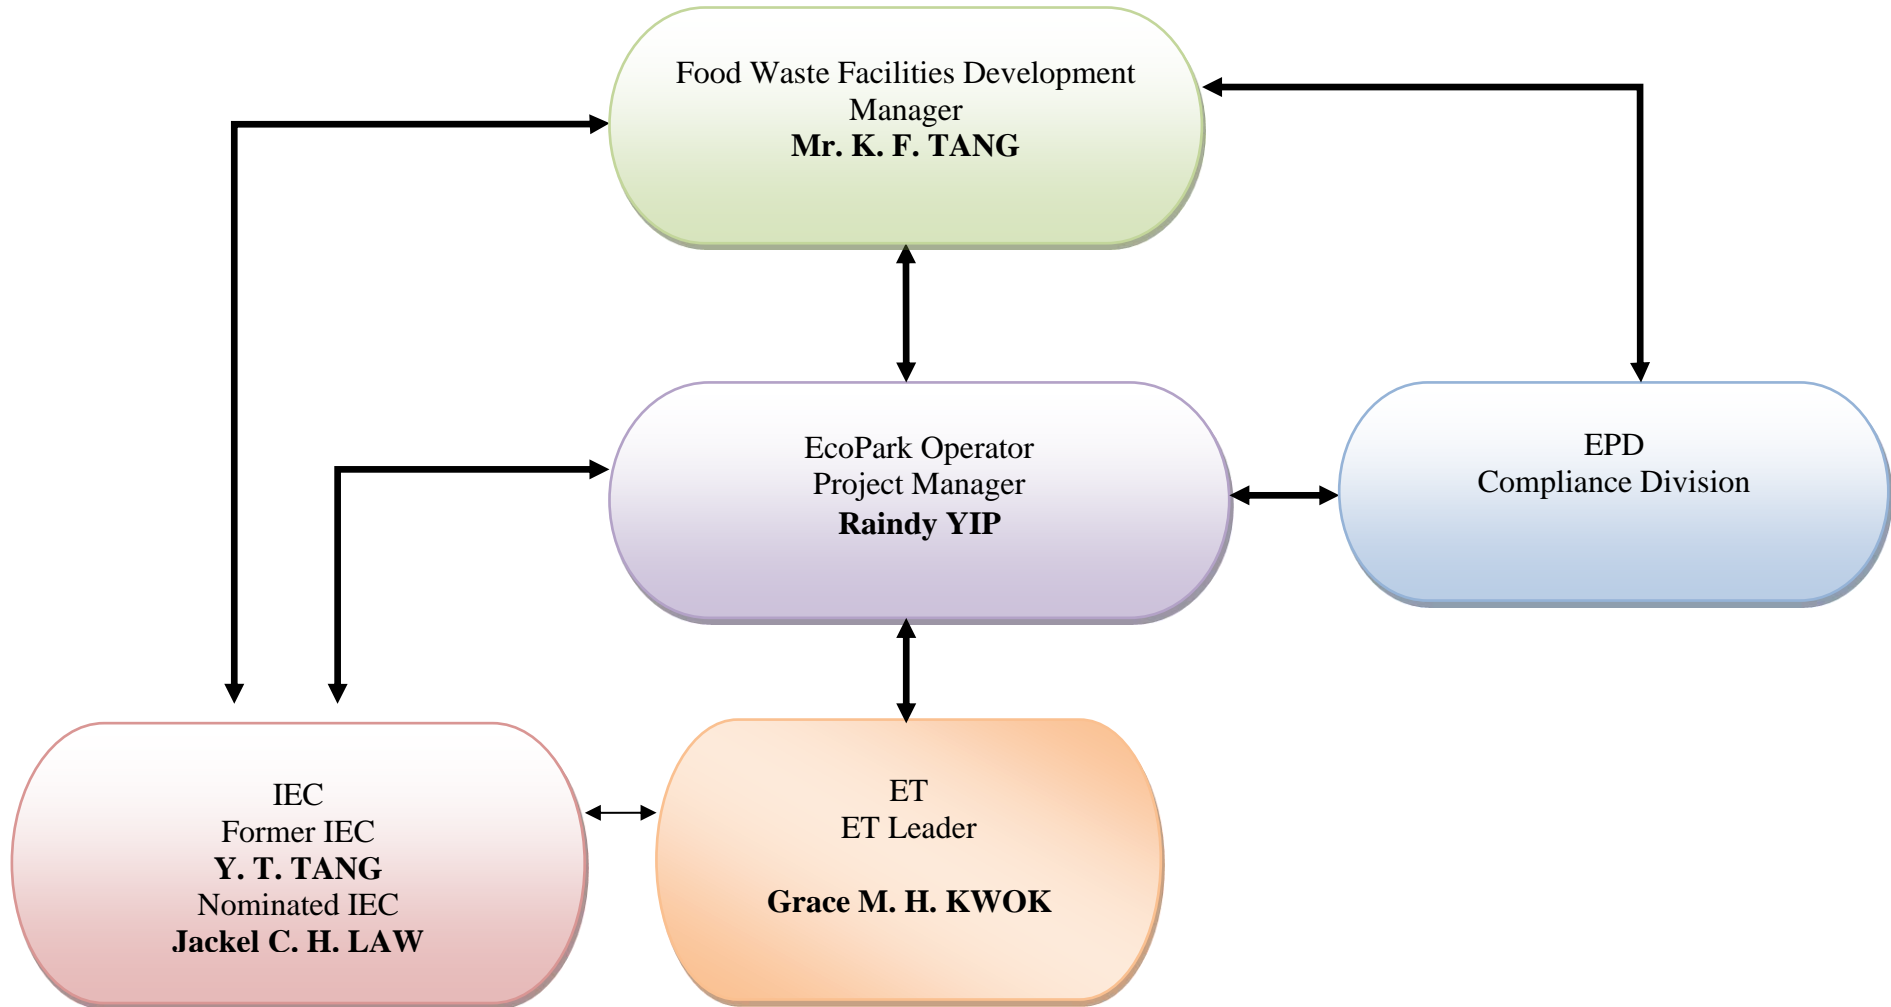 Food Waste Facilities Development
Manager
Mr. K. F. TANG
EcoPark Operator
Project Manager
Raindy YIP
EPD
Compliance Division
IEC
Former IEC
Y. T. TANG
Nominated IEC
Jackel C. H. LAW
ET
ET Leader
Grace M. H. KWOK